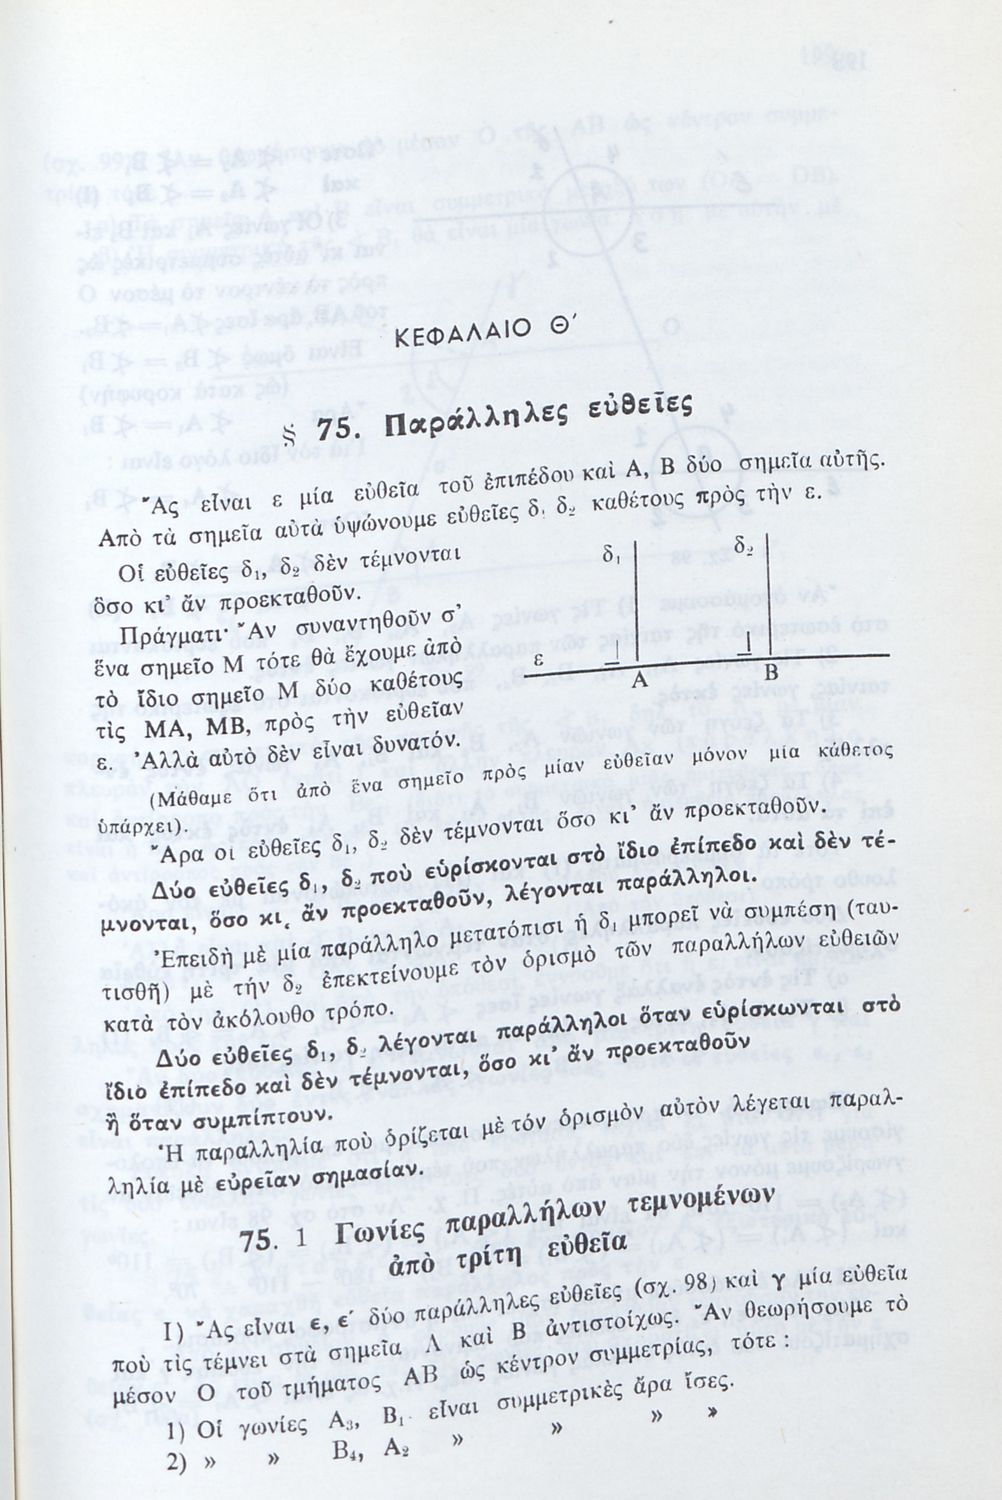 ΚΕΦΑΛΑΙΟ Θ΄
§ 75. Παράλληλες εὐθεῖες
Ἂς εἶναι ε μία εὐθεῖα τοῦ ἐπιπέδου καὶ Α, Β δύο σημεῖα αὐτῆς.
Ἀπὸ τὰ σημεῖα αὐτὰ ὑψώνουμε εὐθεῖες δ₁ δ₂ καθέτους πρὸς τὴν ε.
Οἱ εὐθεῖες δ₁, δ₂ δὲν τέμνονται
ὅσο κι' ἄν προεκταθοῦν.
Πράγματι· Ἂν συναντηθοῦν σ'
ἕνα σημεῖο Μ τότε θὰ ἔχουμε ἀπὸ
τὸ ἴδιο σημεῖο Μ δύο καθέτους
τὶς ΜΑ, ΜΒ, πρὸς τὴν εὐθεῖαν
ε. Ἀλλὰ αὐτὸ δὲν εἶναι δυνατόν.
δ₁
δ₂
ε
Α
Β
(Μάθαμε ὅτι ἀπὸ ἕνα σημεῖο πρὸς μίαν εὐθεῖαν μόνον μία κάθετος
ὑπάρχει).
Ἄρα οἱ εὐθεῖες δ₁, δ₂ δὲν τέμνονται ὅσο κι' ἄν προεκταθοῦν.
Δύο εὐθεῖες δ₁, δ₂ ποὺ εὑρίσκονται στὸ ἴδιο ἐπίπεδο καὶ δὲν τέ-
μνονται, ὅσο κι' ἄν προεκταθοῦν, λέγονται παράλληλοι.
Ἐπειδὴ μὲ μία παράλληλο μετατόπισι ἡ δ₁ μπορεῖ νὰ συμπέση (ταυ-
τισθῆ) μὲ τήν δ₂ ἐπεκτείνουμε τὸν ὁρισμὸ τῶν παραλλήλων εὐθειῶν
κατὰ τὸν ἀκόλουθο τρόπο.
Δύο εὐθεῖες δ₁, δ₂ λέγονται παράλληλοι ὅταν εὑρίσκωνται στὸ
ἴδιο ἐπίπεδο καὶ δὲν τέμνονται, ὅσο κι' ἄν προεκταθοῦν
ἢ ὅταν συμπίπτουν.
Ἡ παραλληλία ποὺ ὁρίζεται μὲ τόν ὁρισμὸν αὐτὸν λέγεται παραλ-
ληλία μὲ εὐρεῖαν σημασίαν.
75. 1 Γωνίες παραλλήλων τεμνομένων
ἀπὸ τρίτη εὐθεῖα
Ι) Ἂς εἶναι ε, ε΄ δύο παράλληλες εὐθεῖες (σχ. 98) καὶ γ μία εὐθεῖα
ποὺ τὶς τέμνει στὰ σημεῖα Α καὶ Β ἀντιστοίχως. Ἂν θεωρήσουμε τὸ
μέσον Ο τοῦ τμήματος ΑΒ ὡς κέντρον συμμετρίας, τότε :
1) Οἱ γωνίες Α₃, Β₁ εἶναι συμμετρικὲς ἄρα ἴσες.
2) » » Β₄, Α₂ » » » »